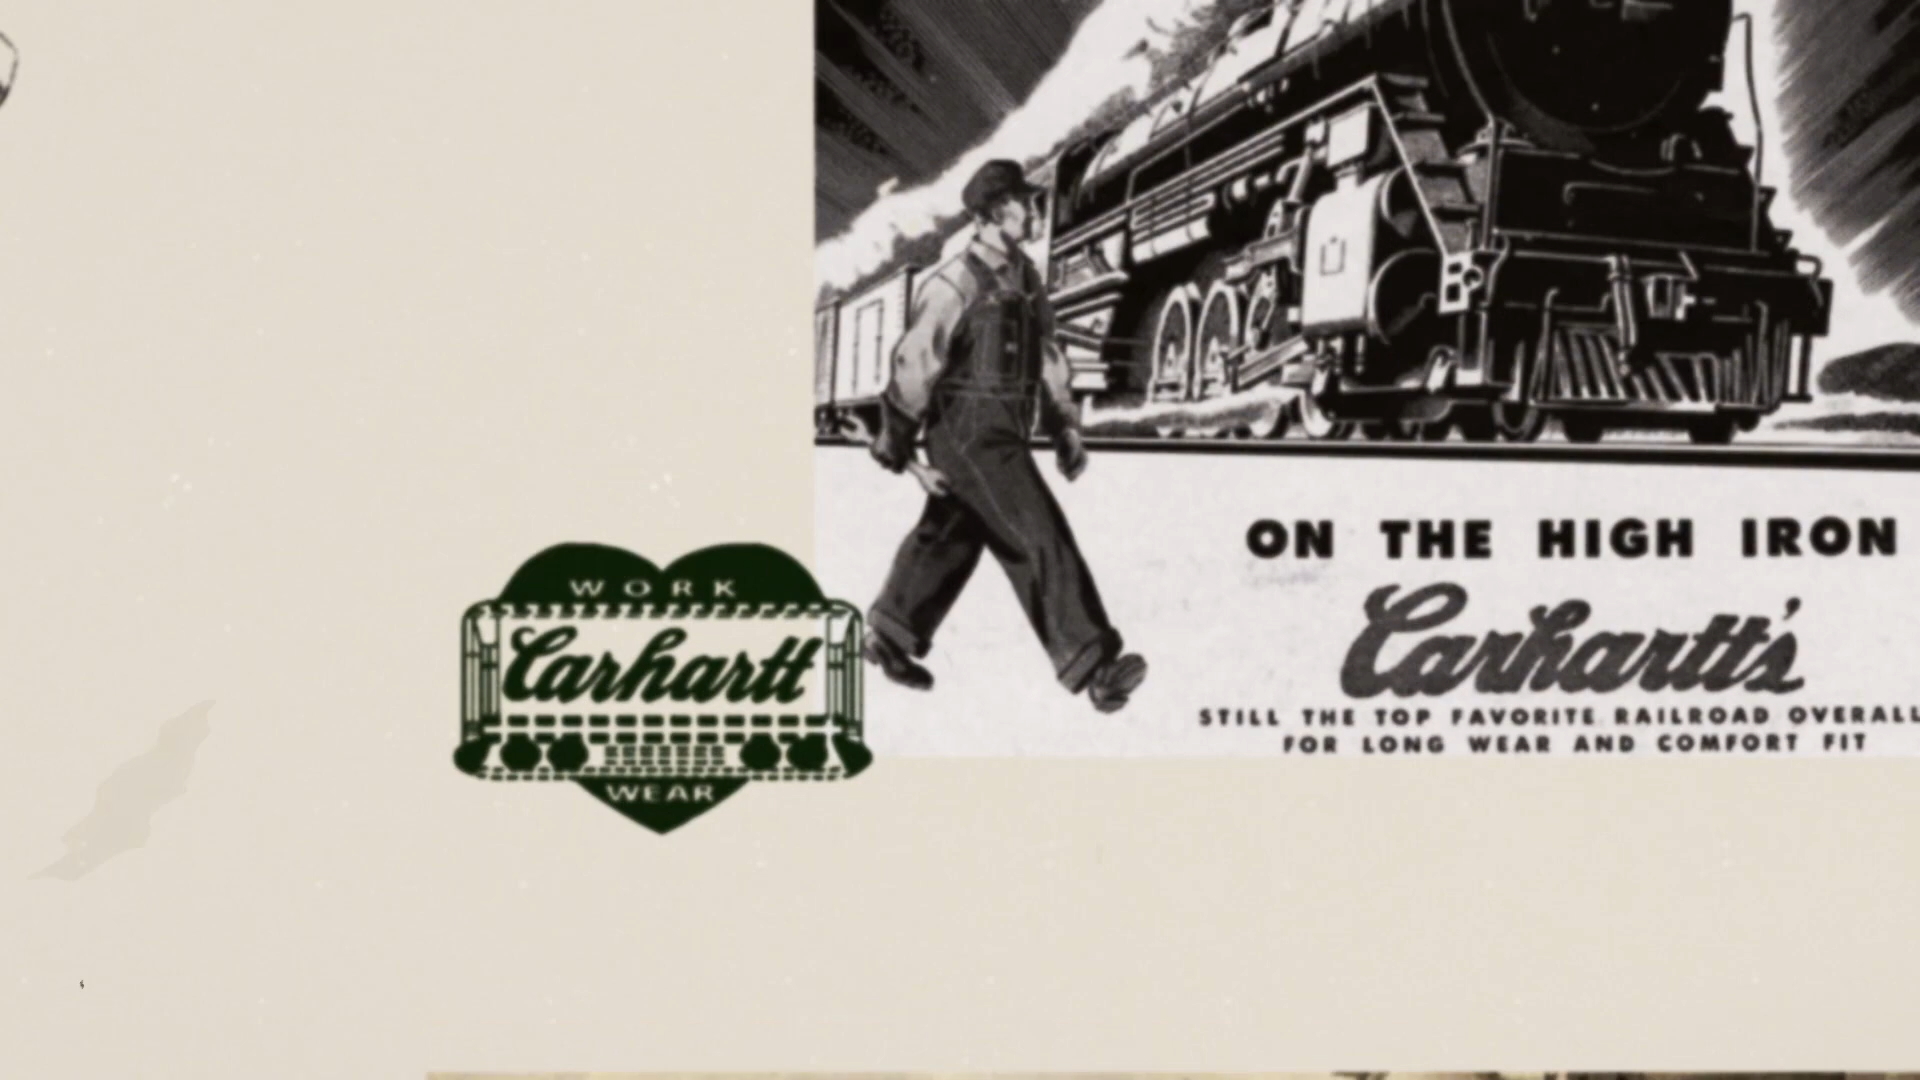 WORK
Carhartt
WEAR
ON THE HIGH IRON
Carhartt's
STILL THE TOP FAVORITE RAILROAD OVERALL
FOR LONG WEAR AND COMFORT FIT